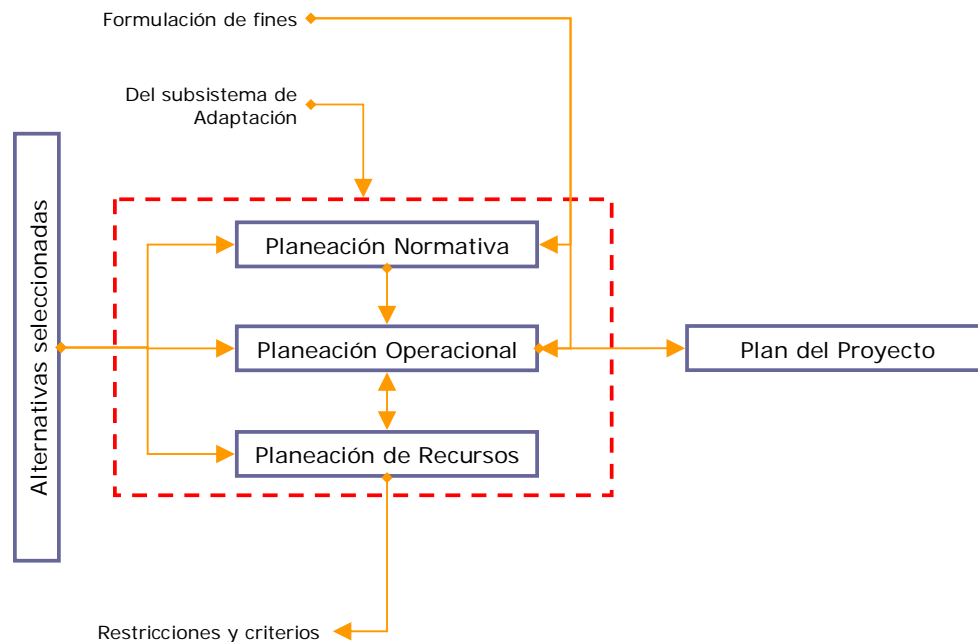 Formulación de fines
Del subsistema de
Adaptación
Alternativas seleccionadas
Planeación Normativa
Planeación Operacional
Plan del Proyecto
Planeación de Recursos
Restricciones y criterios